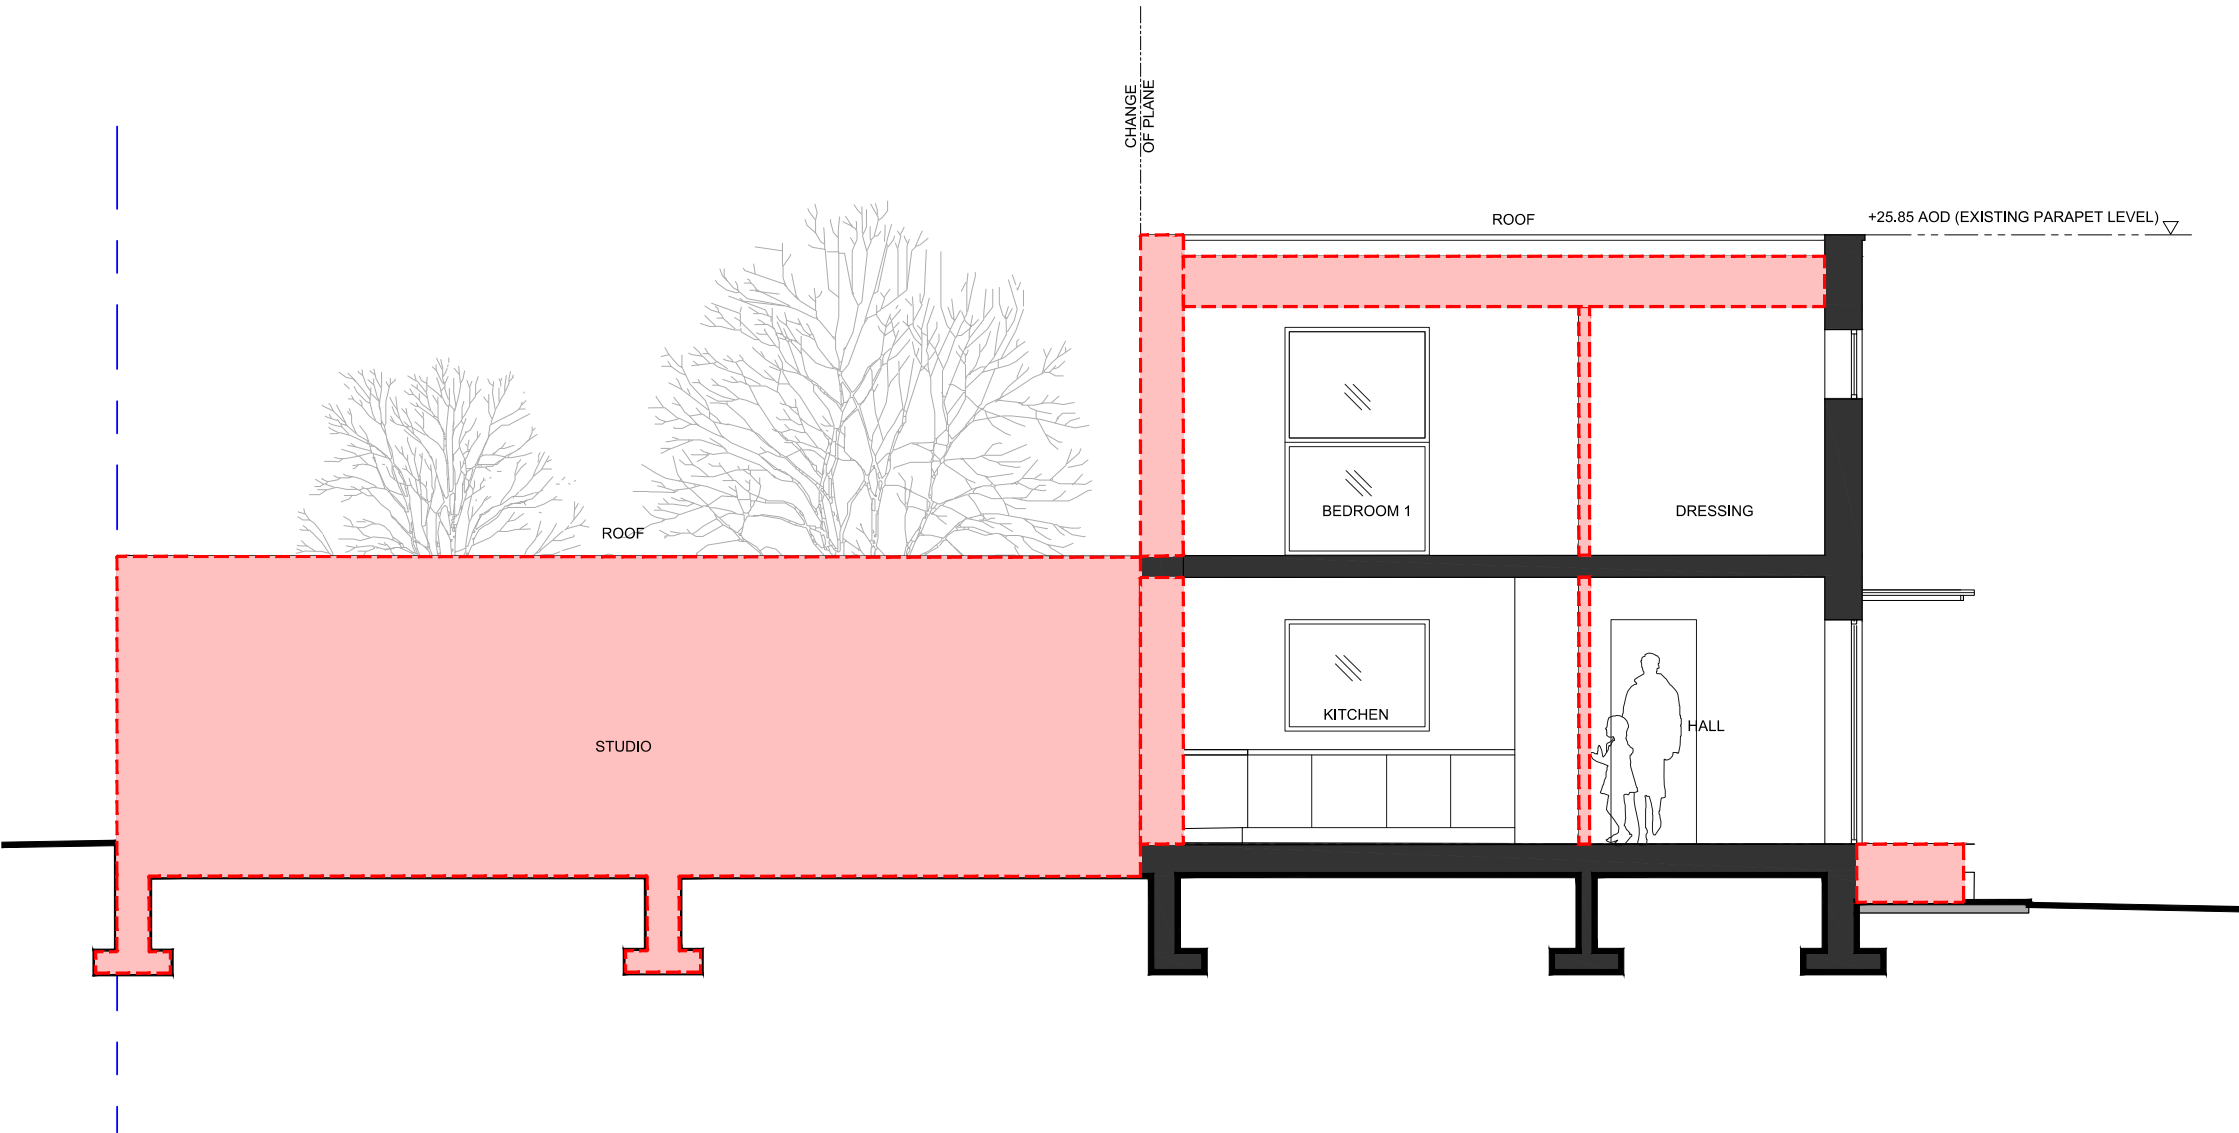 CHANGE
OF PLANE
ROOF
+25.85 AOD (EXISTING PARAPET LEVEL)
BEDROOM 1
DRESSING
ROOF
KITCHEN
HALL
STUDIO